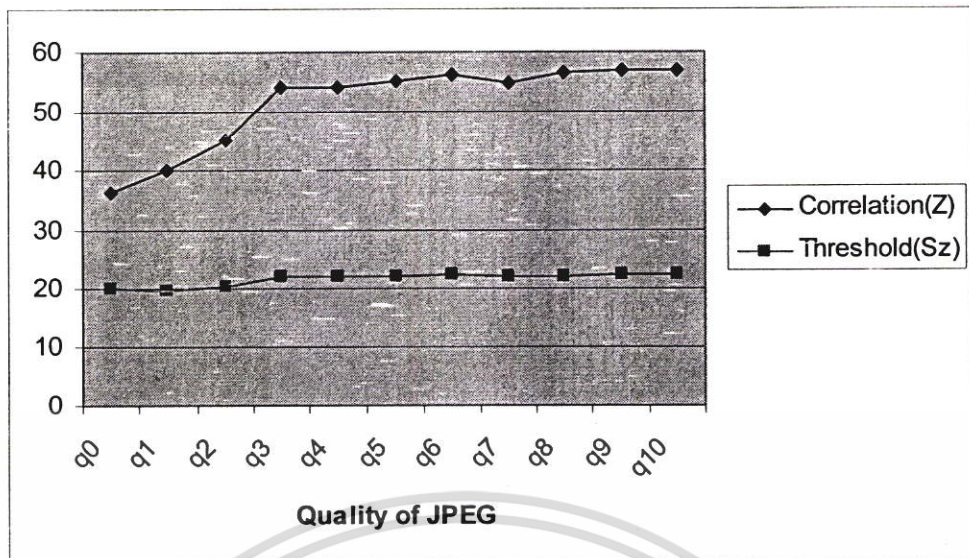 60
50
40
30
20
10
0
q0 q1 q2 q3 q4 q5 q6 q7 q8 q9 q10
Quality of JPEG
Correlation(Z)
Threshold(Sz)